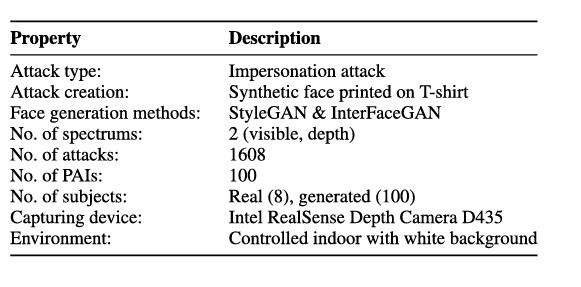 Property Description
Attack type: Impersonation attack
Attack creation: Synthetic face printed on T-shirt
Face generation methods: StyleGAN & InterFaceGAN
No. of spectrums: 2 (visible, depth)
No. of attacks: 1608
No. of PAIs: 100
No. of subjects: Real (8), generated (100)
Capturing device: Intel RealSense Depth Camera D435
Environment: Controlled indoor with white background